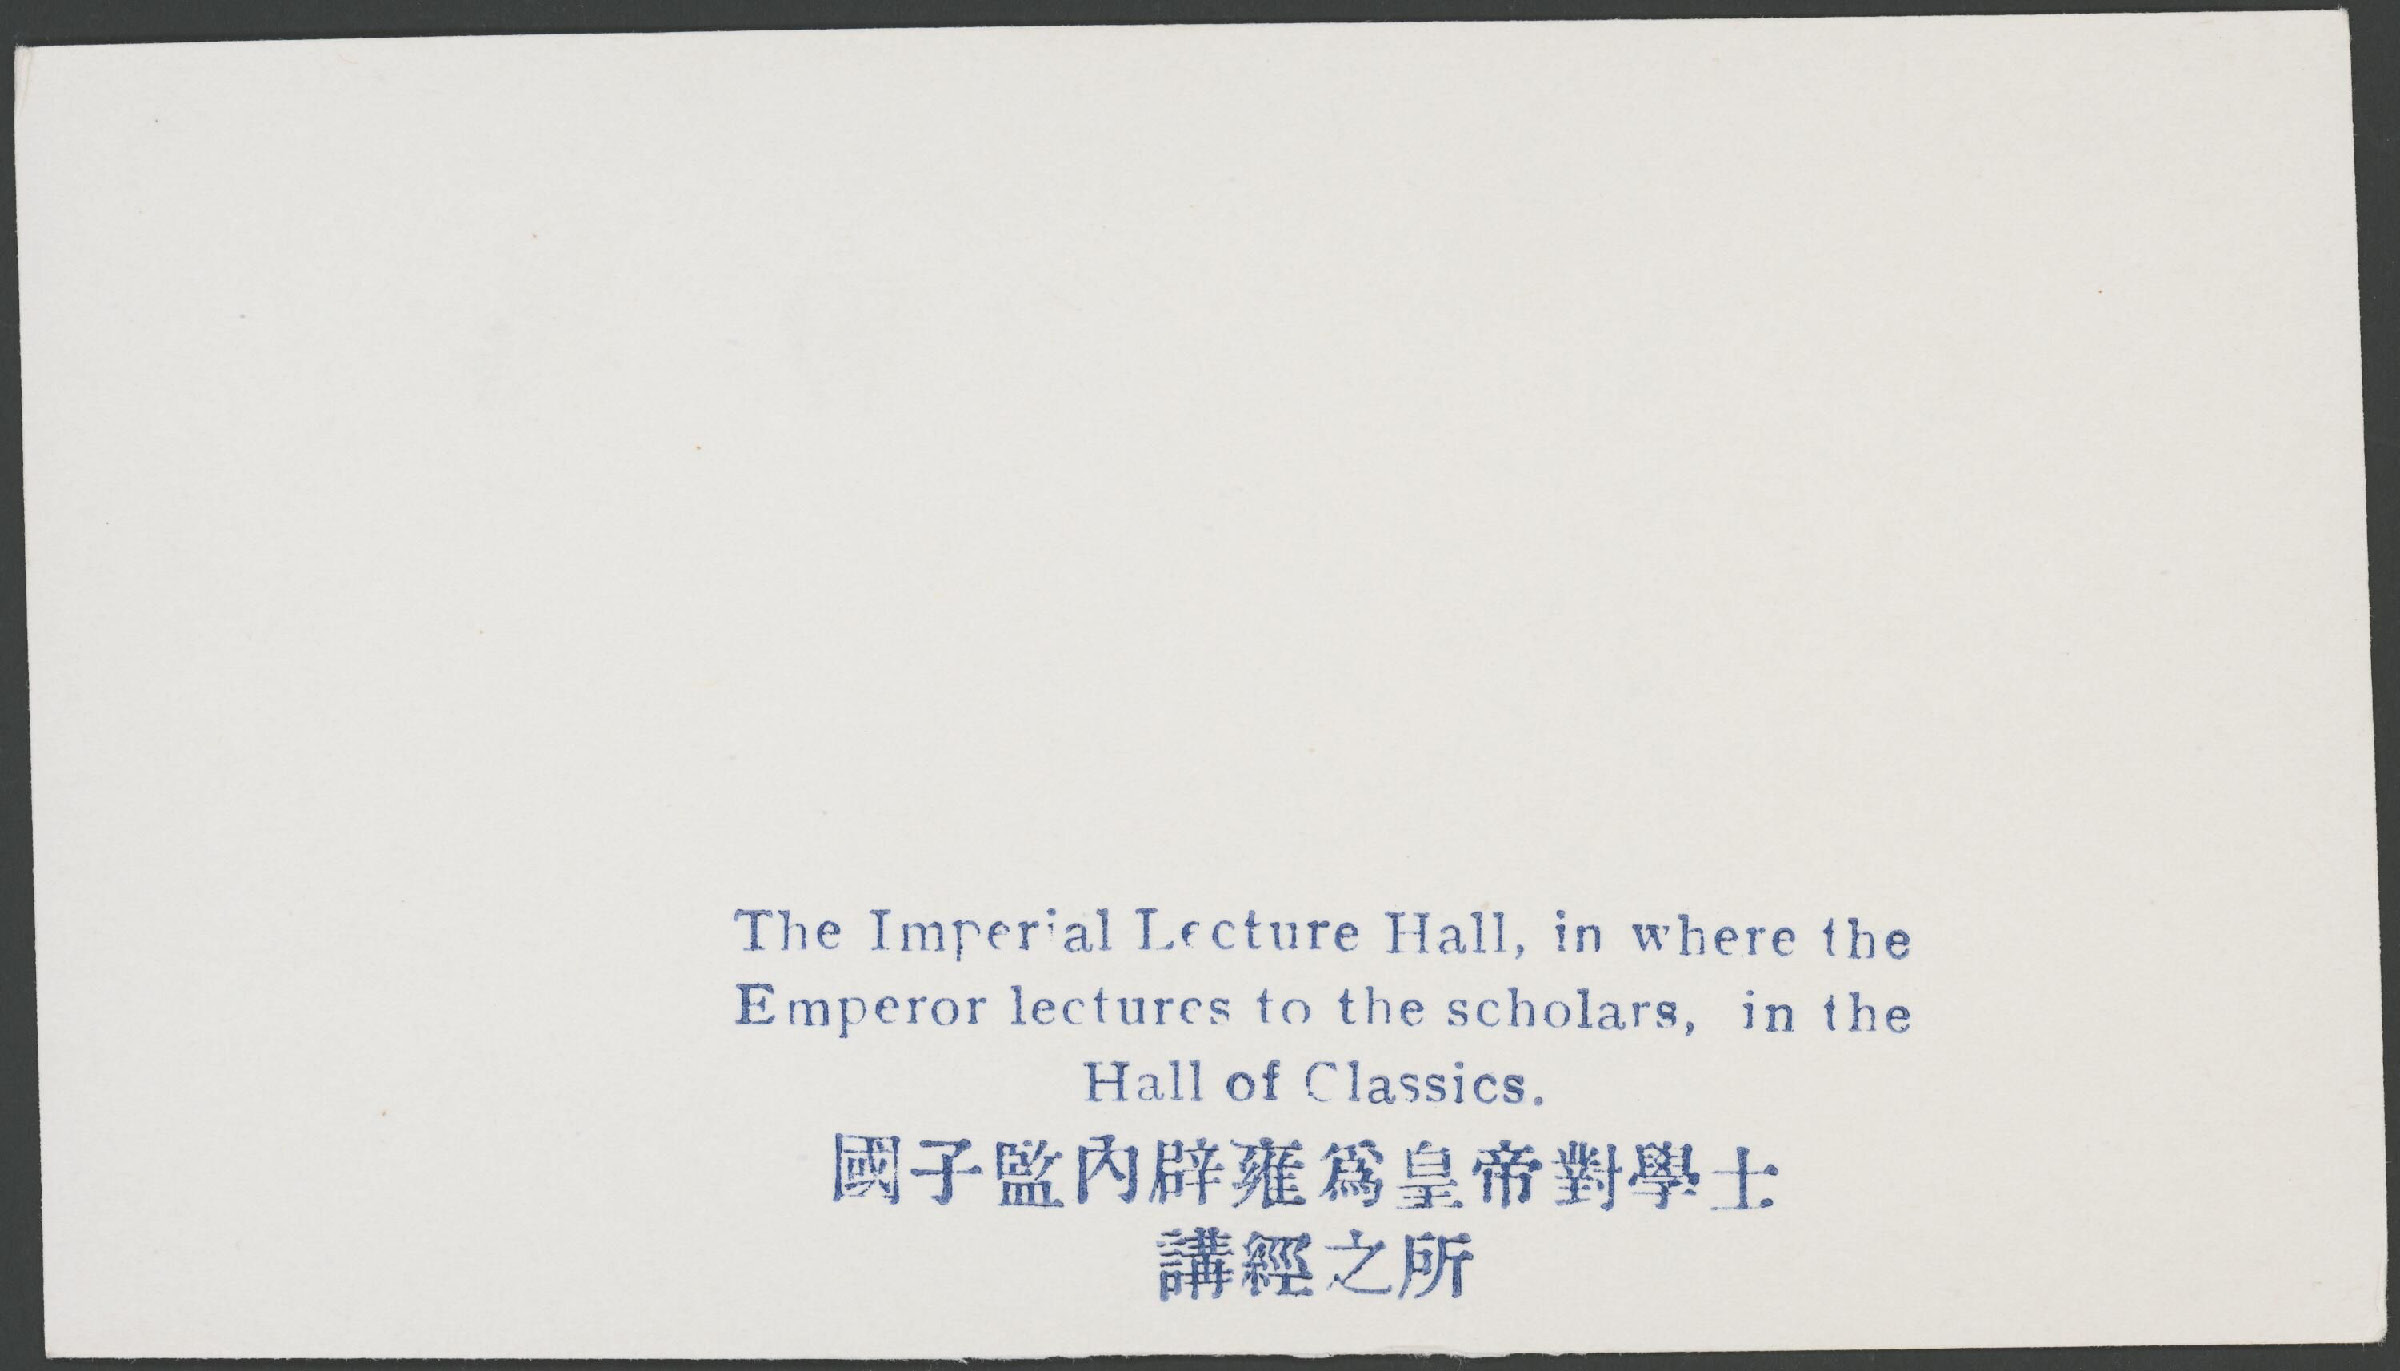 The Imperial Lecture Hall, in where the
Emperor lectures to the scholars, in the
Hall of Classics.
國子監內辟雍爲皇帝對學士
講經之所